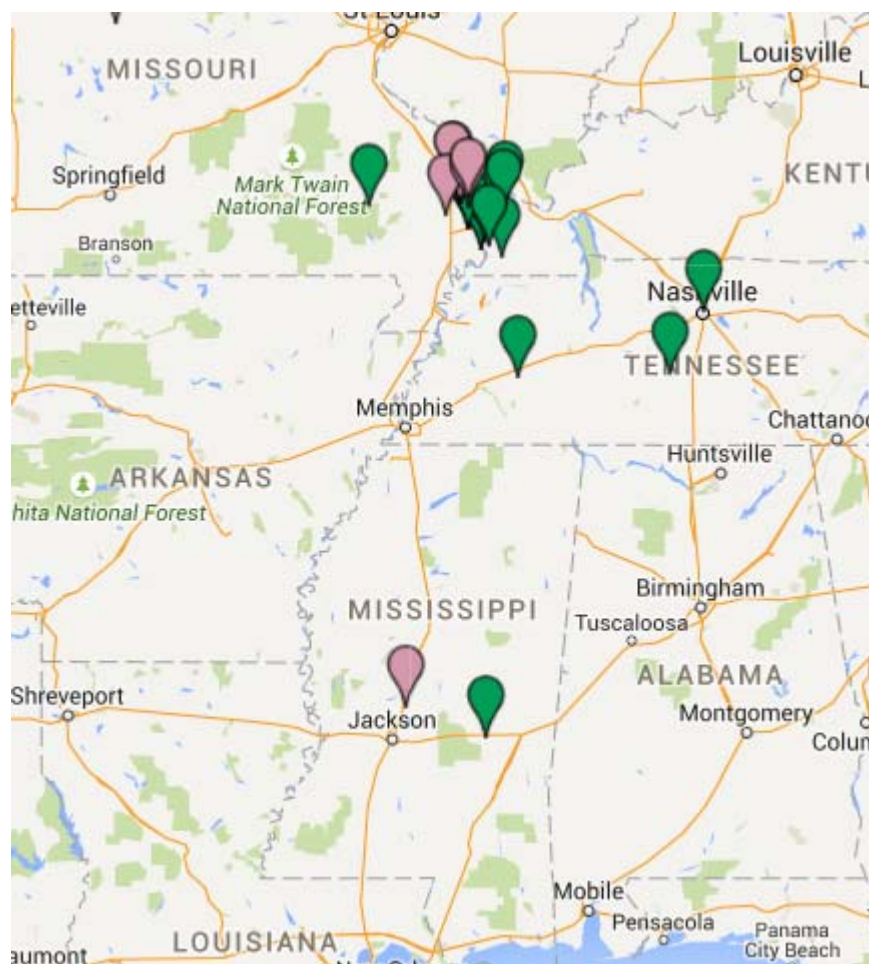 St Louis
MISSOURI
Louisville
L
Springfield
Mark Twain
National Forest
KENTU
Branson
etteville
Nashville
TENNESSEE
Memphis
Chattanoo
Huntsville
ARKANSAS
hita National Forest
Birmingham
MISSISSIPPI
Tuscaloosa
ALABAMA
Shreveport
Jackson
Montgomery
Colum
Mobile
Pensacola
Panama
City Beach
LOUISIANA
aumont